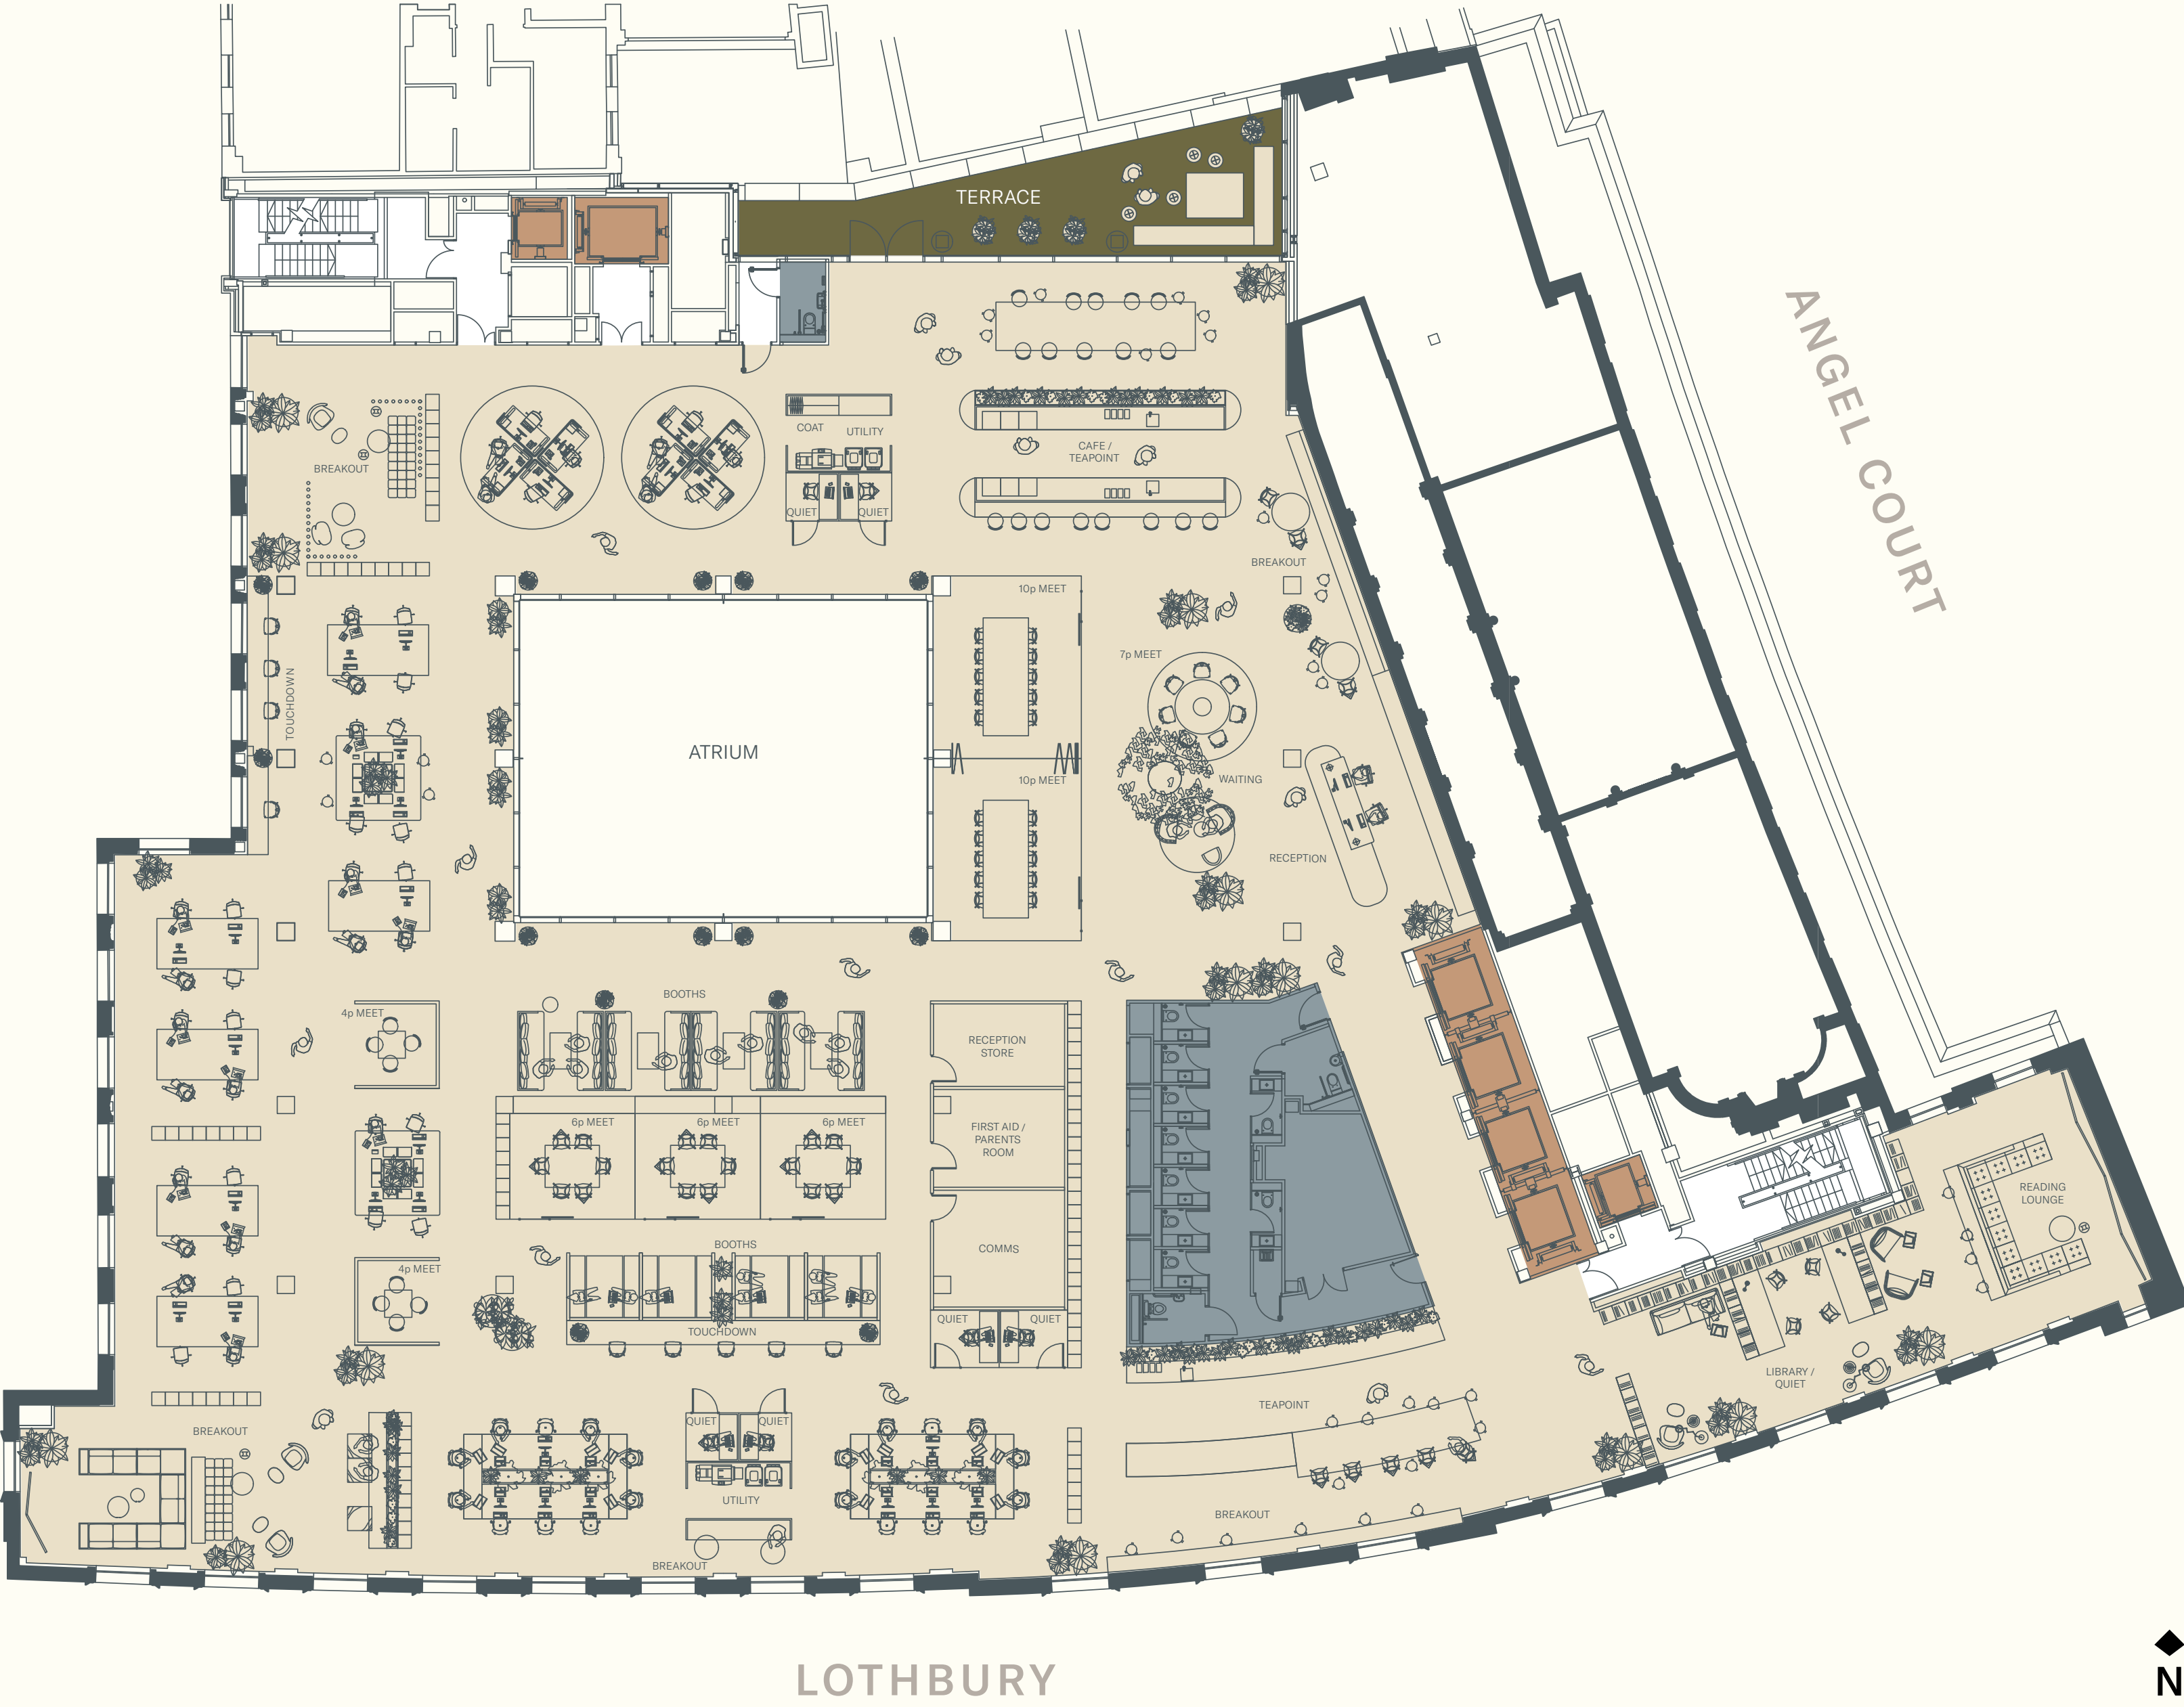 TERRACE
ANGEL COURT
COAT
UTILITY
CAFE /
TEAPOINT
BREAKOUT
QUIET
QUIET
BREAKOUT
10p MEET
7p MEET
TOUCHDOWN
ATRIUM
10p MEET
WAITING
RECEPTION
BOOTHS
4p MEET
RECEPTION
STORE
6p MEET
6p MEET
6p MEET
FIRST AID /
PARENTS
ROOM
READING
LOUNGE
BOOTHS
COMMS
4p MEET
TOUCHDOWN
QUIET
QUIET
LIBRARY /
QUIET
TEAPOINT
BREAKOUT
QUIET
QUIET
UTILITY
BREAKOUT
BREAKOUT
LOTHBURY
N